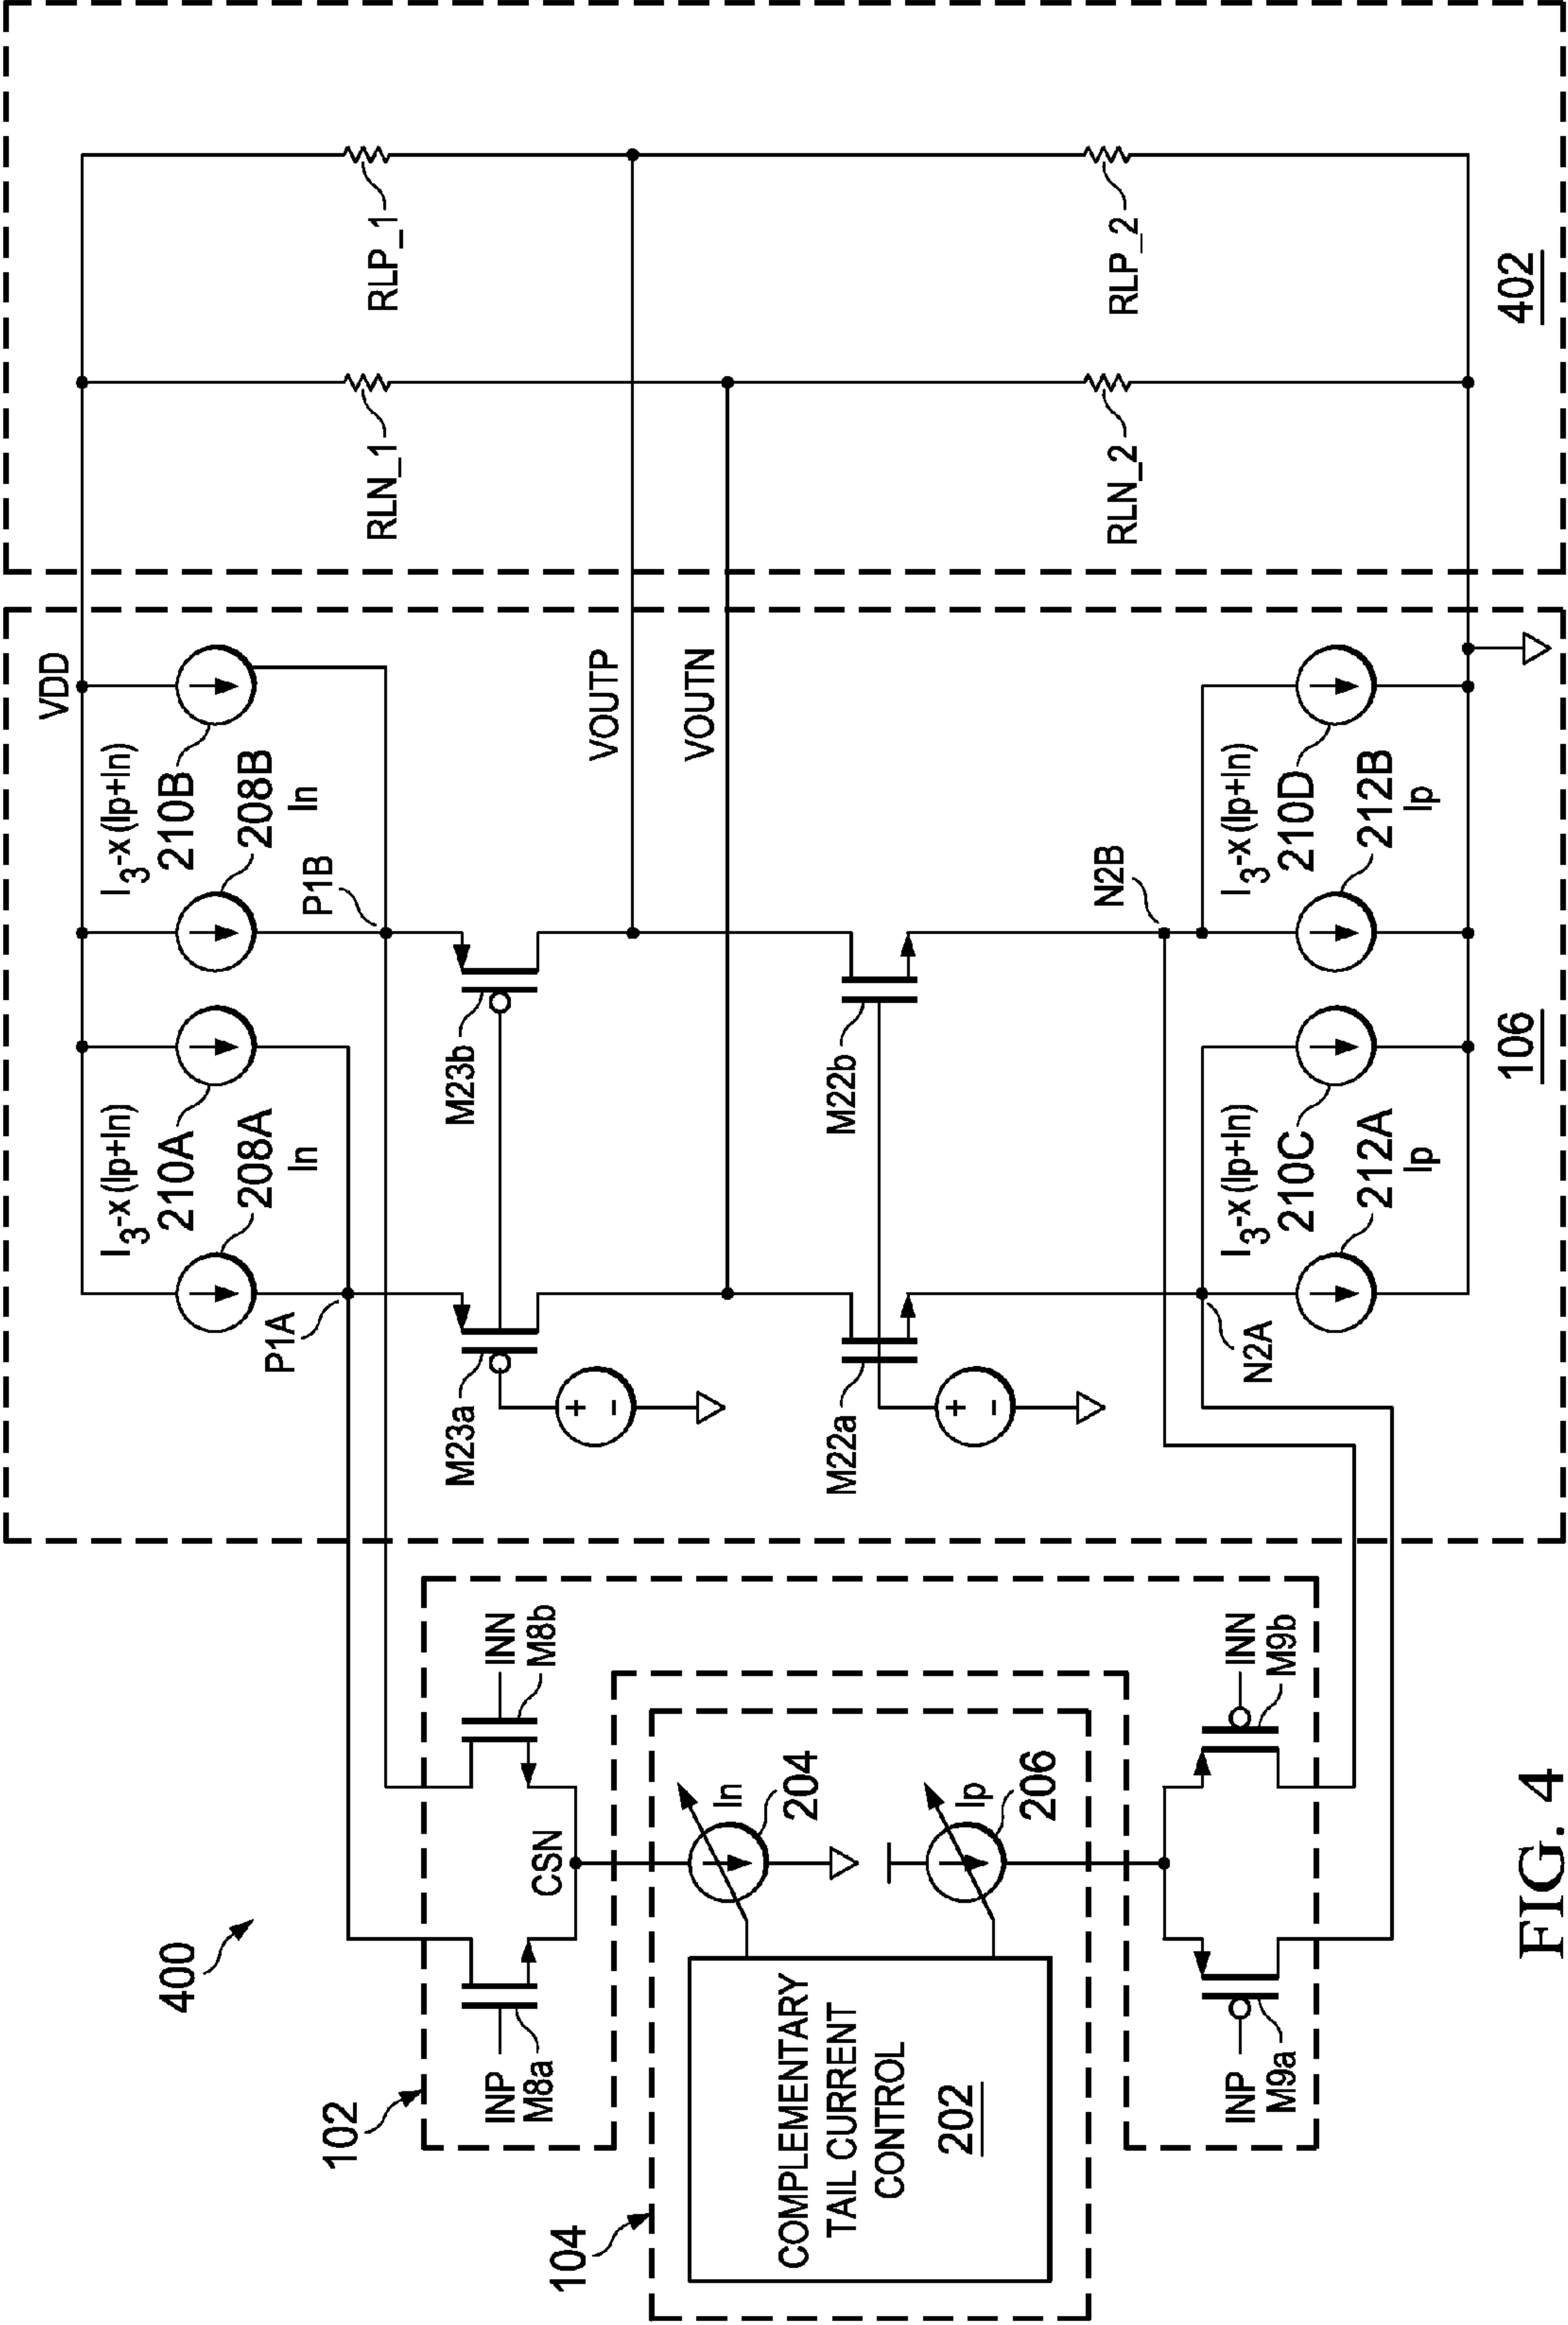 400
102
INP
M8a
INN
M8b
CSN
In
204
104
COMPLEMENTARY
TAIL CURRENT
CONTROL
202
Ip
206
INP
M9a
INN
M9b
VDD
I3-x (Ip+In)
210A
208A
In
I3-x (Ip+In)
210B
208B
In
P1A
P1B
M23a
M23b
VOUTP
VOUTN
M22a
M22b
N2A
N2B
I3-x (Ip+In)
210C
212A
Ip
I3-x (Ip+In)
210D
212B
Ip
106
RLN_1
RLP_1
RLN_2
RLP_2
402
+
-
+
-
FIG. 4